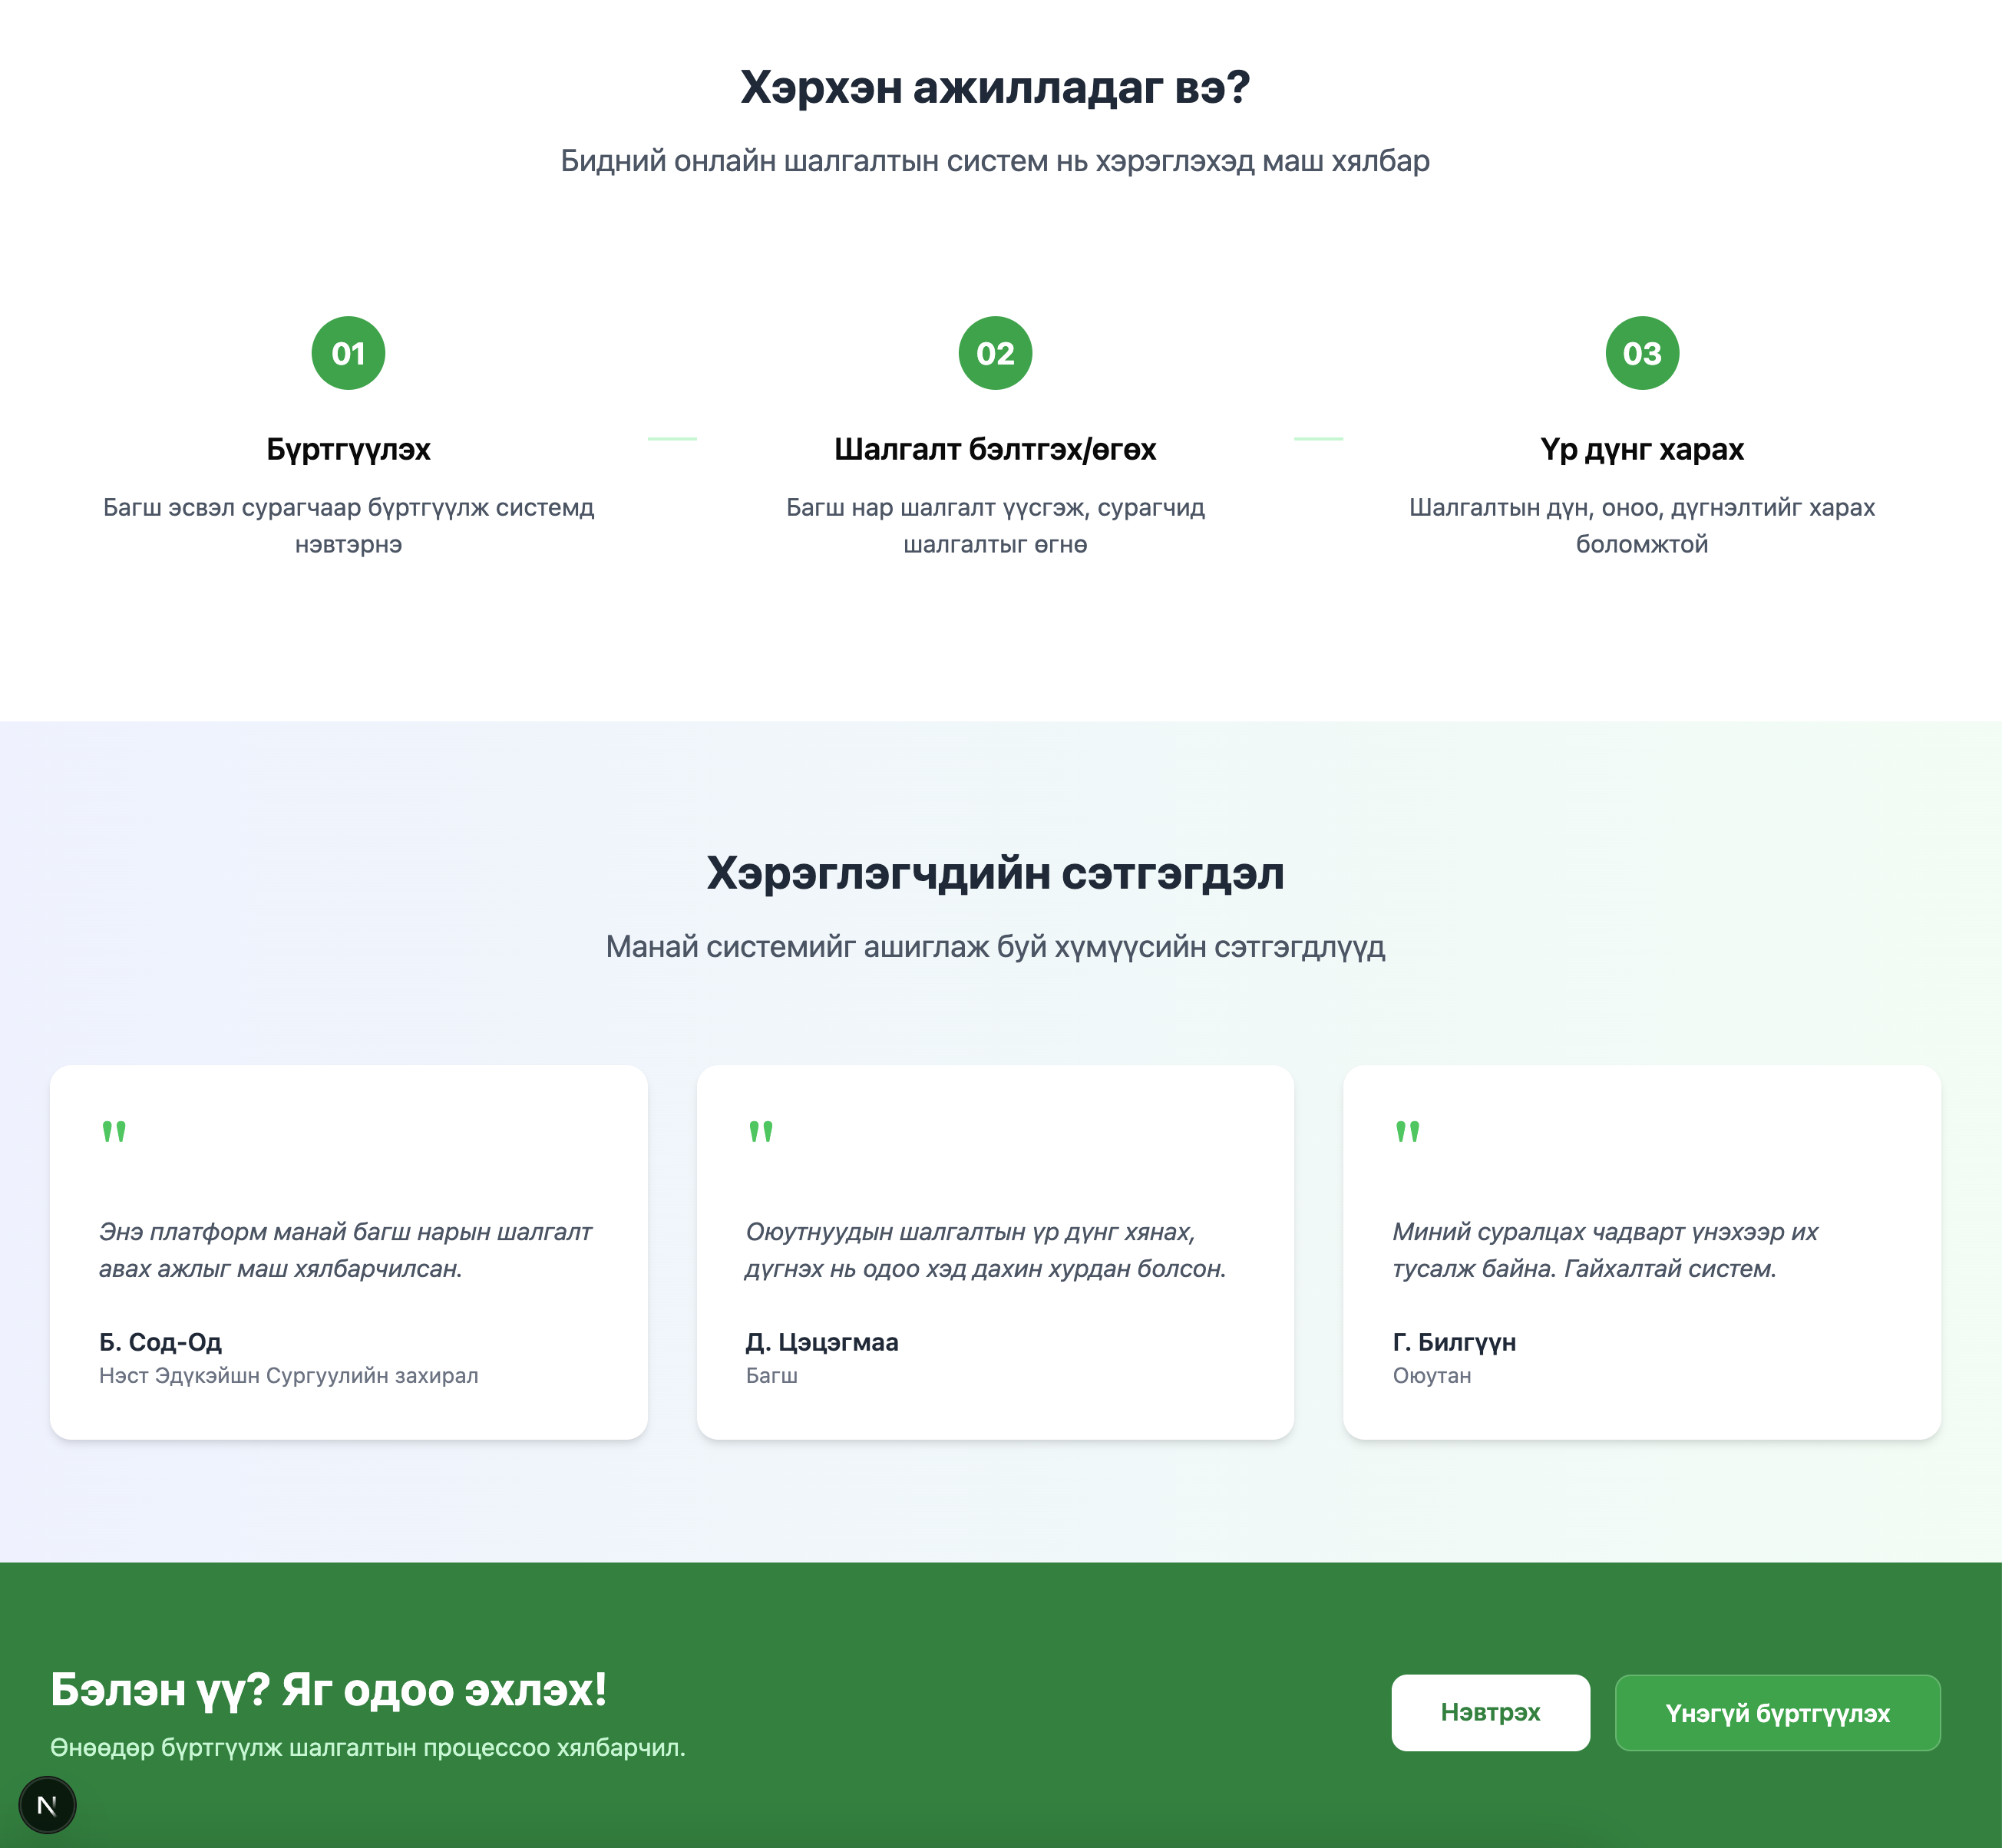 Хэрхэн ажилладаг вэ?
Бидний онлайн шалгалтын систем нь хэрэглэхэд маш хялбар
01
Бүртгүүлэх
Багш эсвэл сурагчаар бүртгүүлж системд
нэвтэрнэ
02
Шалгалт бэлтгэх/өгөх
Багш нар шалгалт үүсгэж, сурагчид
шалгалтыг өгнө
03
Үр дүнг харах
Шалгалтын дүн, оноо, дүгнэлтийг харах
боломжтой
Хэрэглэгчдийн сэтгэгдэл
Манай системийг ашиглаж буй хүмүүсийн сэтгэгдлүүд
"
Энэ платформ манай багш нарын шалгалт
авах ажлыг маш хялбарчилсан.
Б. Сод-Од
Нэст Эдүкэйшн Сургуулийн захирал
"
Оюутнуудын шалгалтын үр дүнг хянах,
дүгнэх нь одоо хэд дахин хурдан болсон.
Д. Цэцэгмаа
Багш
"
Миний суралцах чадварт үнэхээр их
тусалж байна. Гайхалтай систем.
Г. Билгүүн
Оюутан
Бэлэн үү? Яг одоо эхлэх!
Өнөөдөр бүртгүүлж шалгалтын процессоо хялбарчил.
Нэвтрэх
Үнэгүй бүртгүүлэх
N